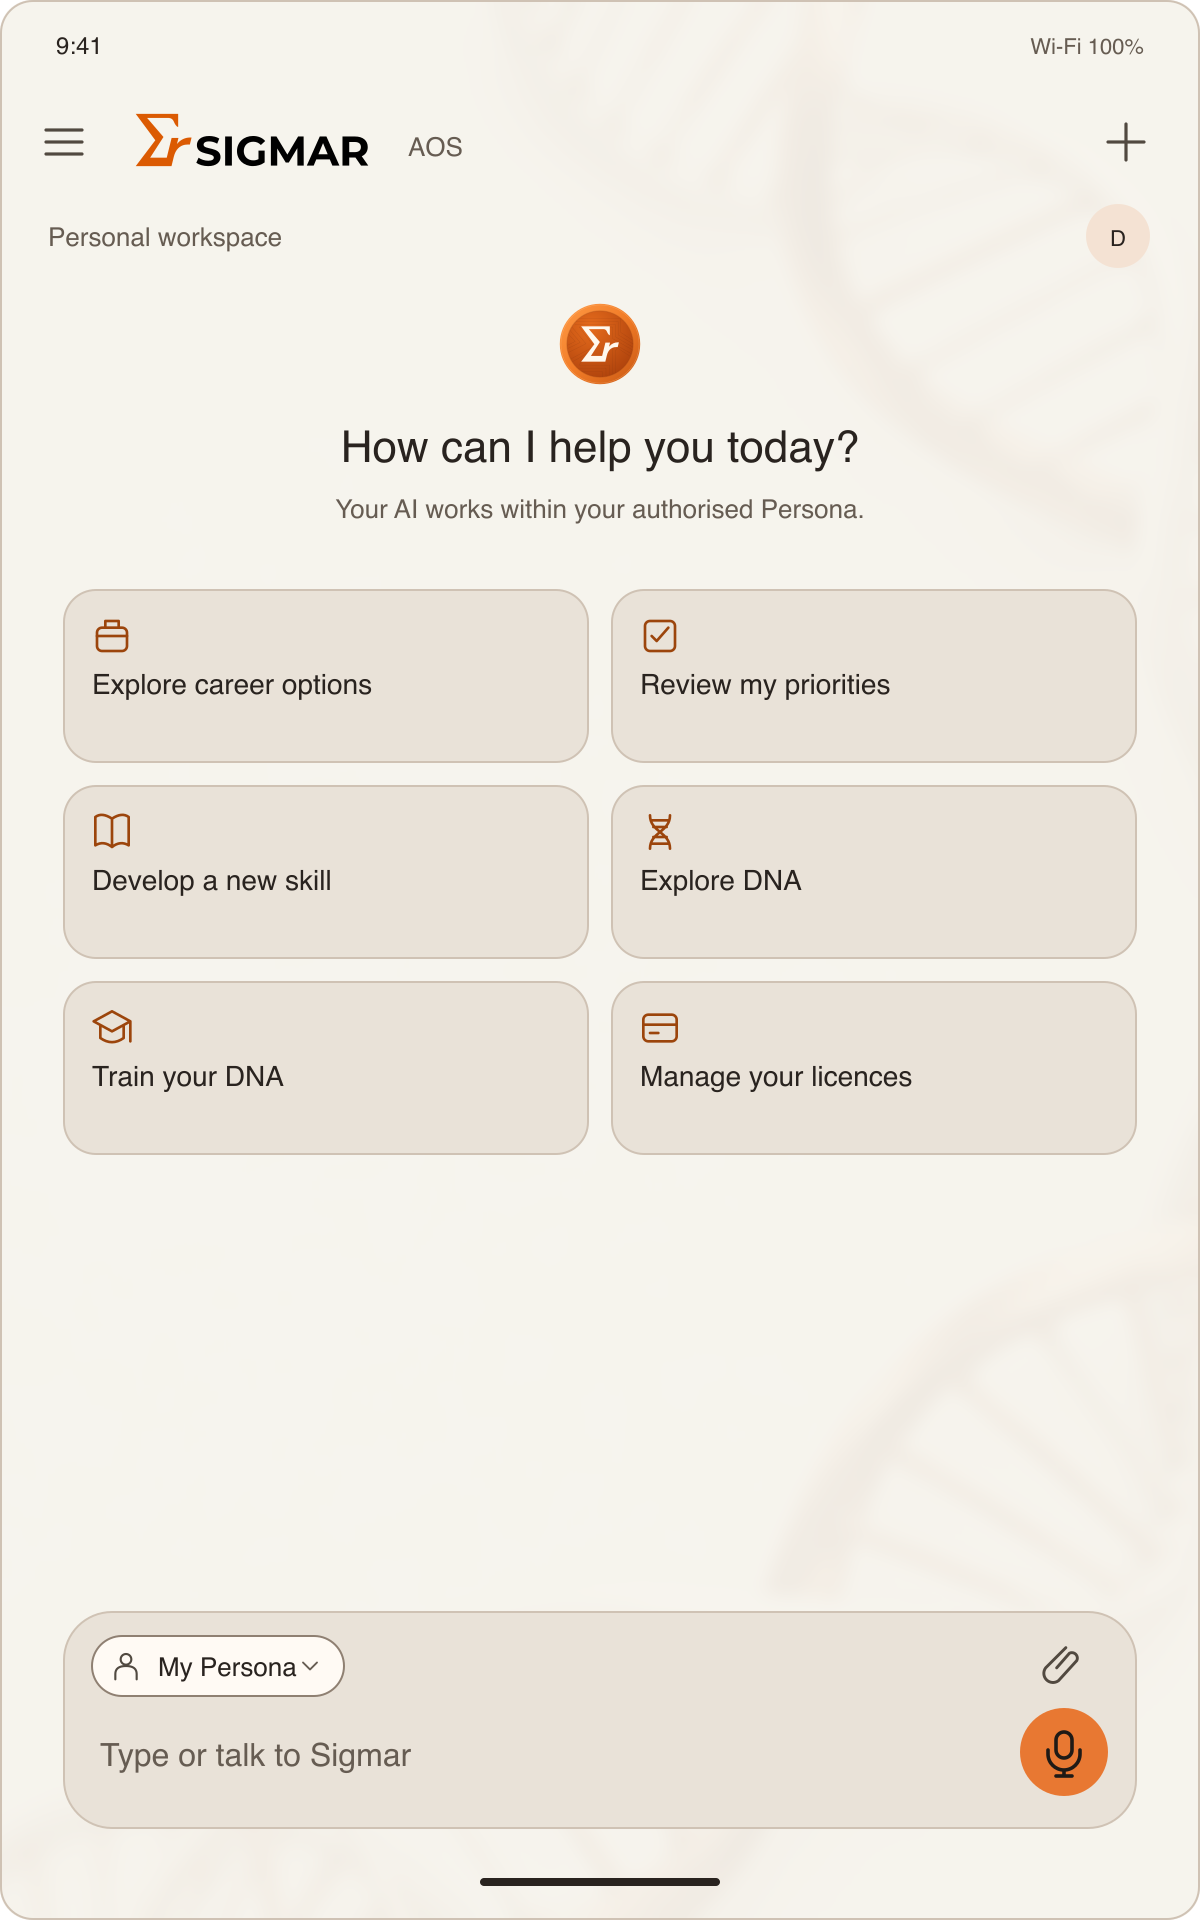 9:41
Wi-Fi 100%
Σr SIGMAR AOS
Personal workspace
D
Σr
How can I help you today?
Your AI works within your authorised Persona.
Explore career options
Review my priorities
Develop a new skill
Explore DNA
Train your DNA
Manage your licences
My Persona
Type or talk to Sigmar